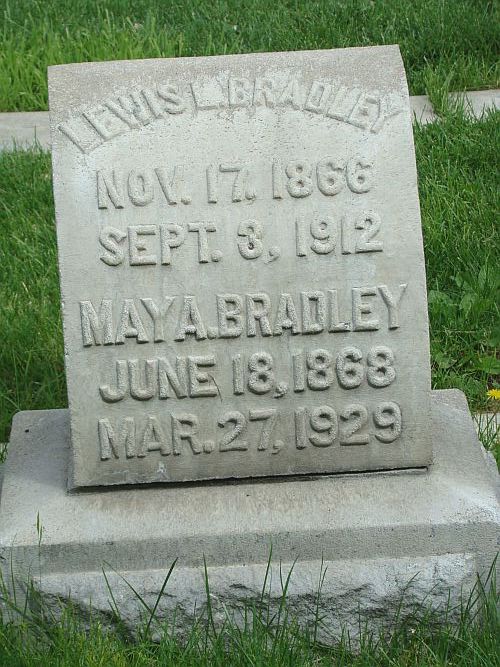 LEWIS L. BRADLEY
NOV. 17. 1866
SEPT. 3, 1912
MAY A. BRADLEY
JUNE 18, 1868
MAR. 27, 1929